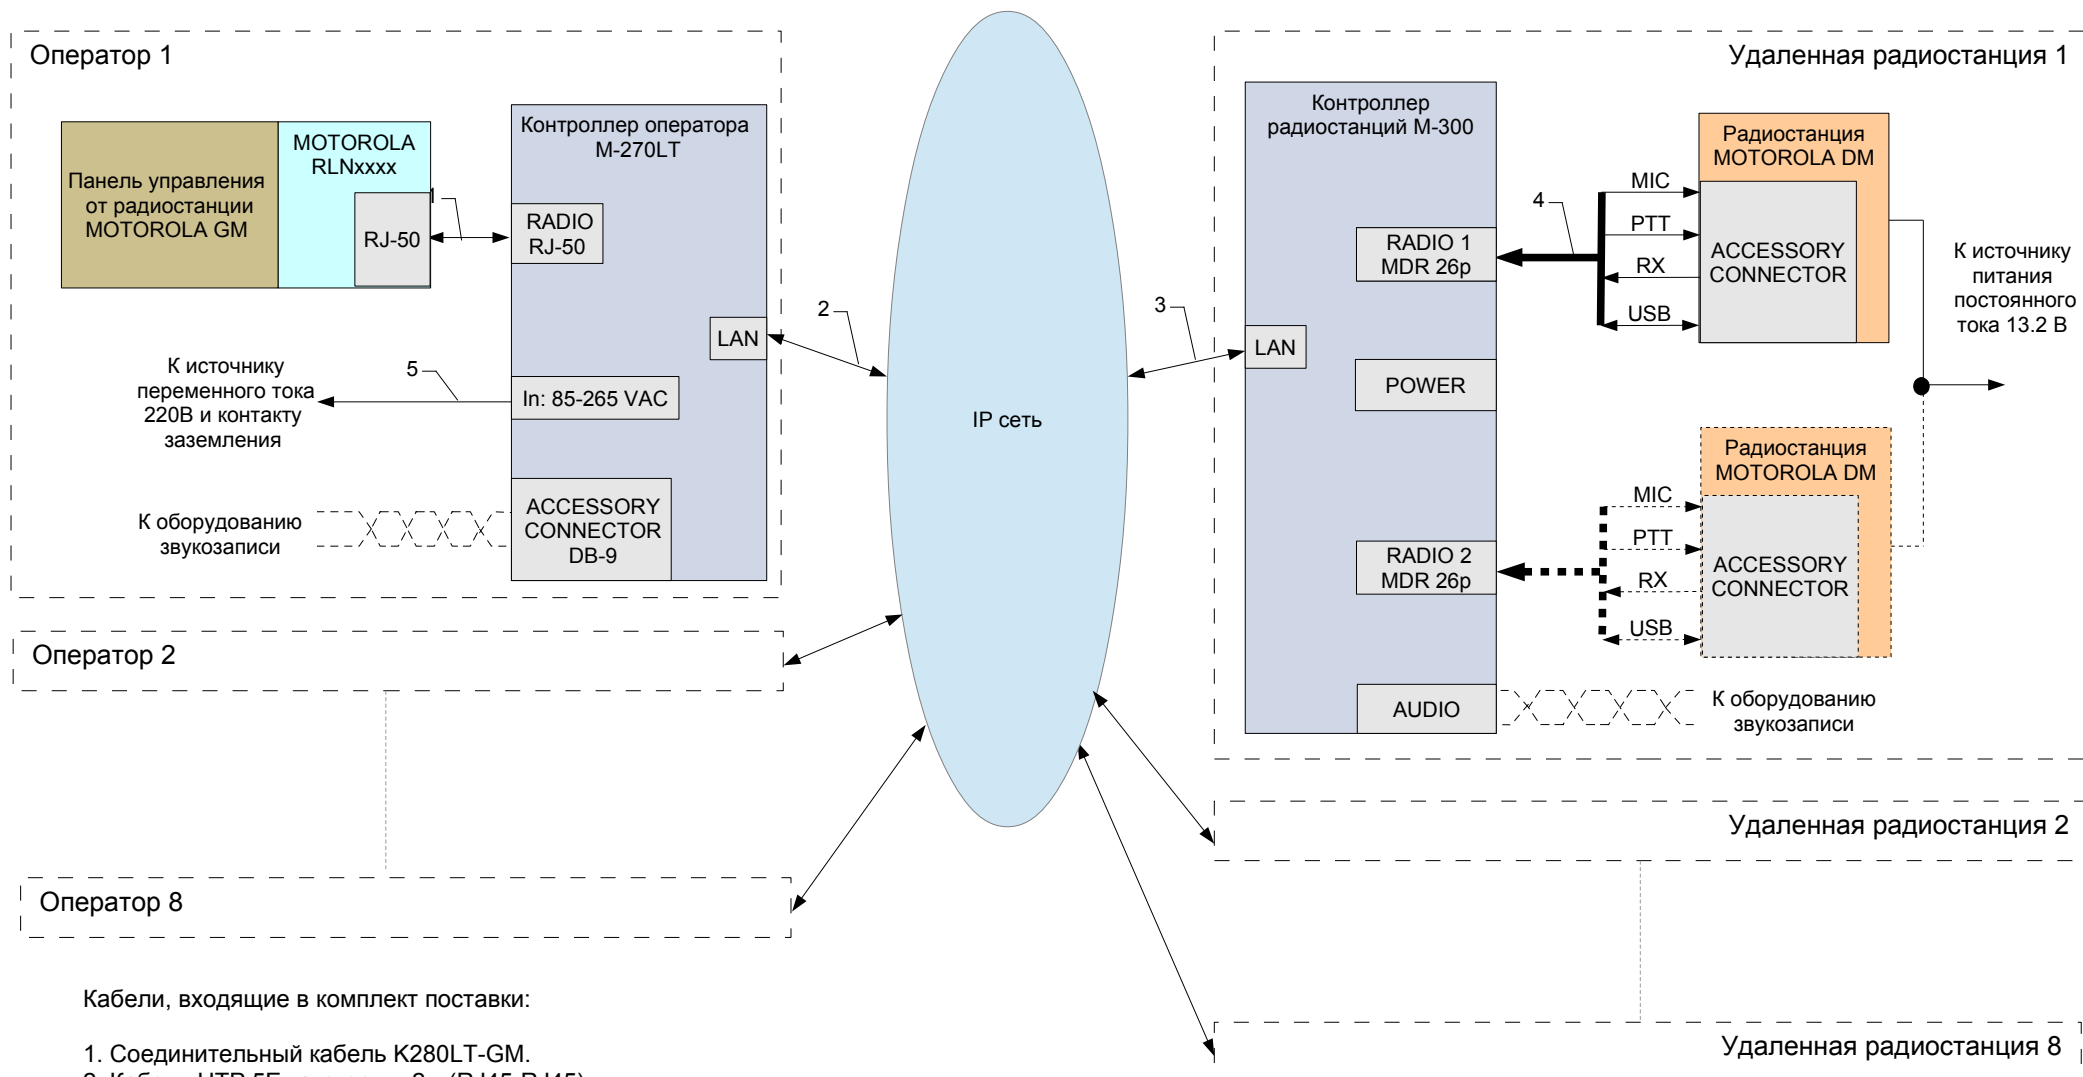 Оператор 1
Панель управления
от радиостанции
MOTOROLA GM
MOTOROLA
RLNxxxx
RJ-50
1
Контроллер оператора
M-270LT
RADIO
RJ-50
LAN
К источнику
переменного тока
220В и контакту
заземления
5
In: 85-265 VAC
К оборудованию
звукозаписи
ACCESSORY
CONNECTOR
DB-9
Оператор 2
Оператор 8
2
IP сеть
3
Удаленная радиостанция 1
Контроллер
радиостанций М-300
LAN
RADIO 1
MDR 26p
POWER
RADIO 2
MDR 26p
AUDIO
4
MIC
PTT
RX
USB
Радиостанция
MOTOROLA DM
ACCESSORY
CONNECTOR
К источнику
питания
постоянного
тока 13.2 В
MIC
PTT
RX
USB
Радиостанция
MOTOROLA DM
ACCESSORY
CONNECTOR
К оборудованию
звукозаписи
Удаленная радиостанция 2
Удаленная радиостанция 8
Кабели, входящие в комплект поставки:
1. Соединительный кабель K280LT-GM.